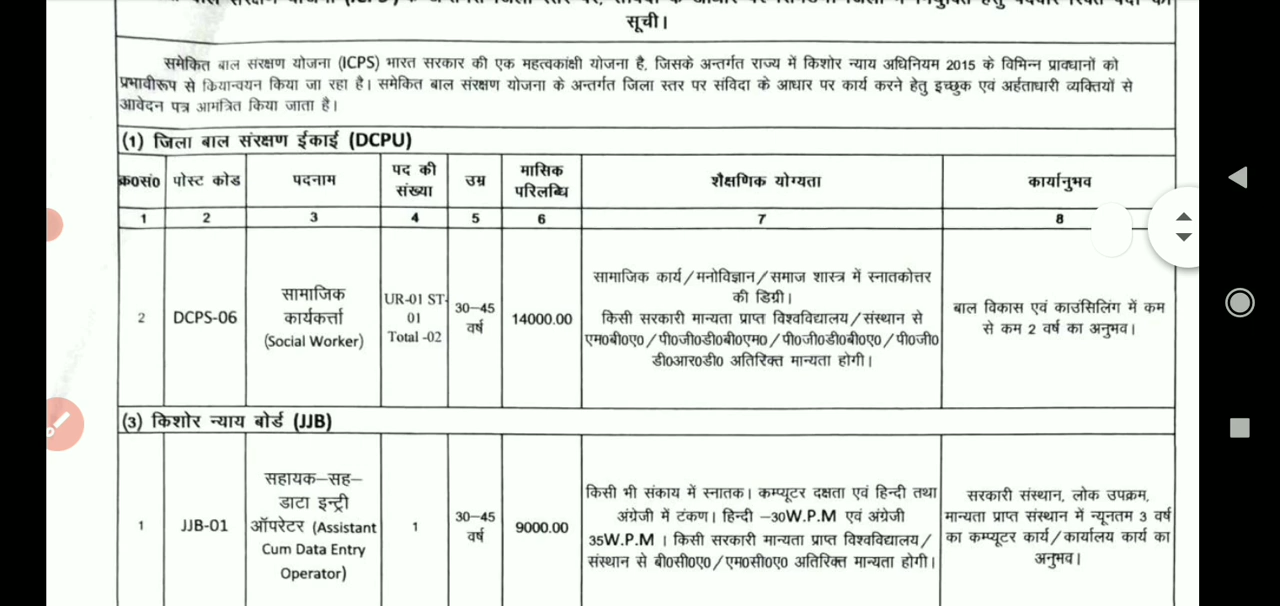 सूची।
समेकित बाल संरक्षण योजना (ICPS) भारत सरकार की एक महत्वकांक्षी योजना है, जिसके अन्तर्गत राज्य में किशोर न्याय अधिनियम 2015 के विभिन्न प्रावधानों को
प्रभावीरूप से कियान्वयन किया जा रहा है। समेकित बाल संरक्षण योजना के अन्तर्गत जिला स्तर पर संविदा के आधार पर कार्य करने हेतु इच्छुक एवं अर्हताधारी व्यक्तियों से
आवेदन पत्र आमंत्रित किया जाता है।
(1) जिला बाल संरक्षण ईकाई (DCPU)
क्र0सं0 पोस्ट कोड पदनाम पद की संख्या उम्र मासिक परिलब्धि शैक्षणिक योग्यता कार्यानुभव
1 2 3 4 5 6 7 8
2
DCPS-06
सामाजिक
कार्यकर्त्ता
(Social Worker)
UR-01 ST-
01
Total -02
30–45
वर्ष
14000.00
सामाजिक कार्य/मनोविज्ञान/समाज शास्त्र में स्नातकोत्तर
की डिग्री।
किसी सरकारी मान्यता प्राप्त विश्वविद्यालय/संस्थान से
एम0बी0ए0/पी0जी0डी0बी0एम0/पी0जी0डी0बी0ए0/पी0जी0
डी0आर0डी0 अतिरिक्त मान्यता होगी।
बाल विकास एवं काउंसिलिंग में कम
से कम 2 वर्ष का अनुभव।
(3) किशोर न्याय बोर्ड (JJB)
1
JJB-01
सहायक–सह–
डाटा इन्ट्री
ऑपरेटर (Assistant
Cum Data Entry
Operator)
1
30–45
वर्ष
9000.00
किसी भी संकाय में स्नातक। कम्प्यूटर दक्षता एवं हिन्दी तथा
अंग्रेजी में टंकण। हिन्दी –30W.P.M एवं अंग्रेजी
35W.P.M । किसी सरकारी मान्यता प्राप्त विश्वविद्यालय/
संस्थान से बी0सी0ए0/एम0सी0ए0 अतिरिक्त मान्यता होगी।
सरकारी संस्थान, लोक उपक्रम,
मान्यता प्राप्त संस्थान में न्यूनतम 3 वर्ष
का कम्प्यूटर कार्य/कार्यालय कार्य का
अनुभव।